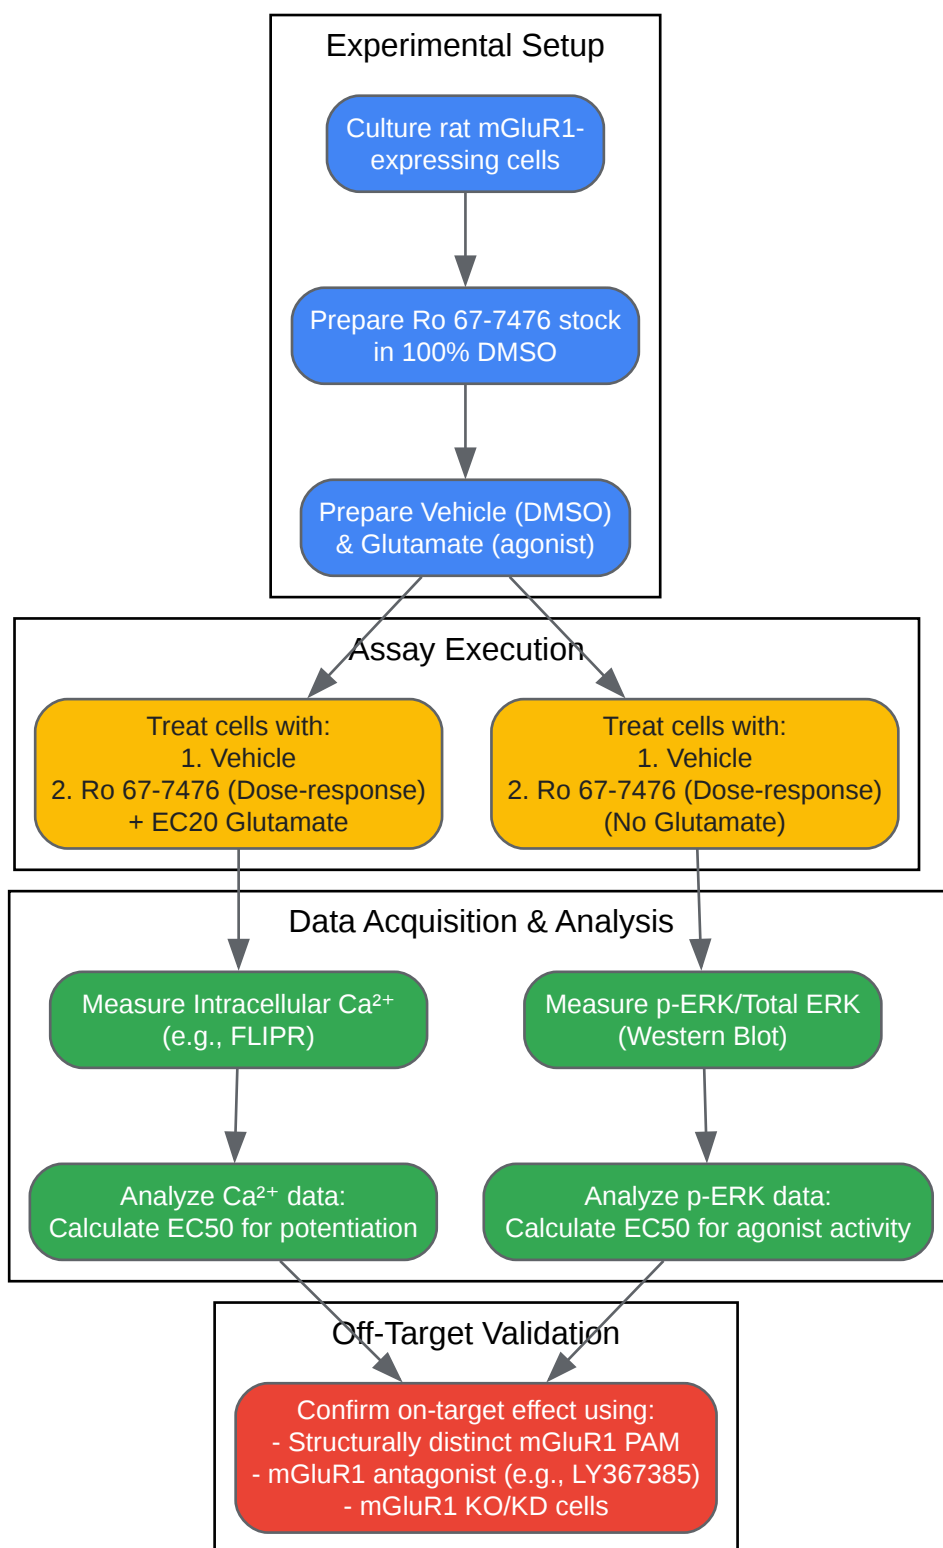 Experimental Setup
Culture rat mGluR1-
expressing cells
Prepare Ro 67-7476 stock
in 100% DMSO
Prepare Vehicle (DMSO)
& Glutamate (agonist)
Assay Execution
Treat cells with:
1. Vehicle
2. Ro 67-7476 (Dose-response)
+ EC20 Glutamate
Treat cells with:
1. Vehicle
2. Ro 67-7476 (Dose-response)
(No Glutamate)
Data Acquisition & Analysis
Measure Intracellular Ca²⁺
(e.g., FLIPR)
Measure p-ERK/Total ERK
(Western Blot)
Analyze Ca²⁺ data:
Calculate EC50 for potentiation
Analyze p-ERK data:
Calculate EC50 for agonist activity
Off-Target Validation
Confirm on-target effect using:
- Structurally distinct mGluR1 PAM
- mGluR1 antagonist (e.g., LY367385)
- mGluR1 KO/KD cells